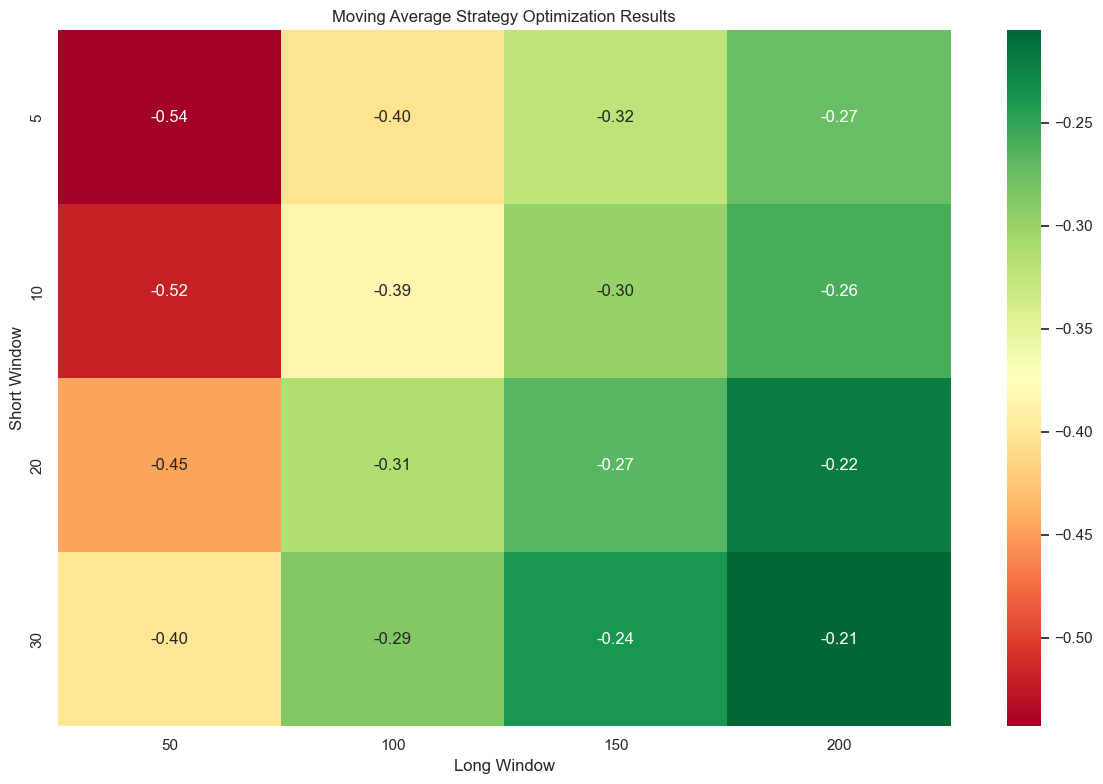 Moving Average Strategy Optimization Results
Short Window
5
-0.54 -0.40 -0.32 -0.27
10
-0.52 -0.39 -0.30 -0.26
20
-0.45 -0.31 -0.27 -0.22
30
-0.40 -0.29 -0.24 -0.21
50 100 150 200
Long Window
−0.25
−0.30
−0.35
−0.40
−0.45
−0.50